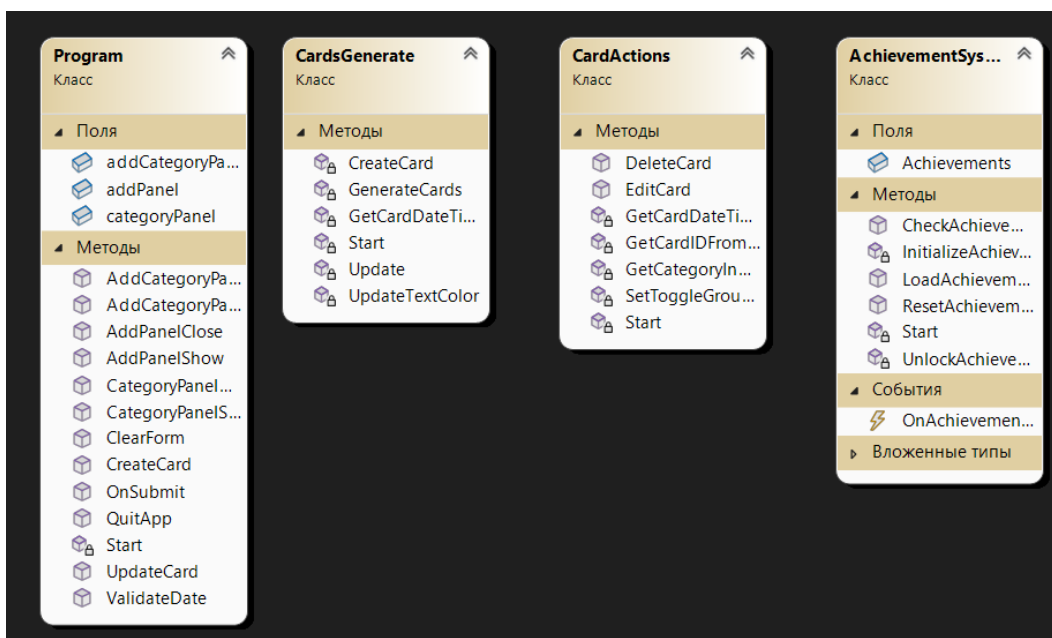 Program
Класс
Поля
addCategoryPa...
addPanel
categoryPanel
Методы
AddCategoryPa...
AddCategoryPa...
AddPanelClose
AddPanelShow
CategoryPanel...
CategoryPanelS...
ClearForm
CreateCard
OnSubmit
QuitApp
Start
UpdateCard
ValidateDate
CardsGenerate
Класс
Методы
CreateCard
GenerateCards
GetCardDateTi...
Start
Update
UpdateTextColor
CardActions
Класс
Методы
DeleteCard
EditCard
GetCardDateTi...
GetCardIDFrom...
GetCategoryIn...
SetToggleGrou...
Start
AchievementSys...
Класс
Поля
Achievements
Методы
CheckAchieve...
InitializeAchiev...
LoadAchievem...
ResetAchievem...
Start
UnlockAchieve...
События
OnAchievemen...
Вложенные типы